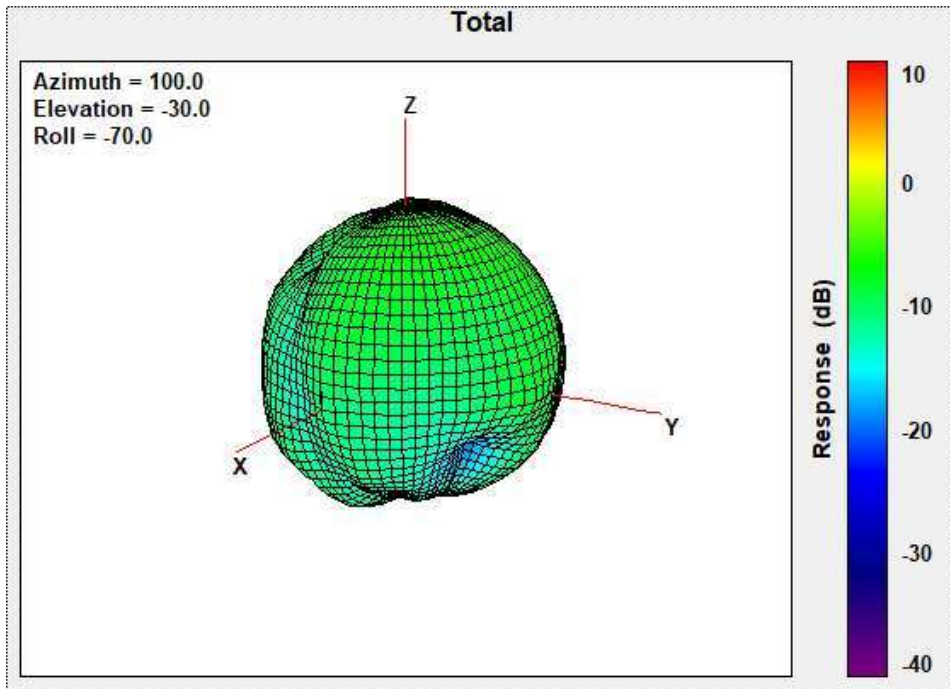 Total
Azimuth = 100.0
Elevation = -30.0
Roll = -70.0
Z
X
Y
Response (dB)
10
0
-10
-20
-30
-40